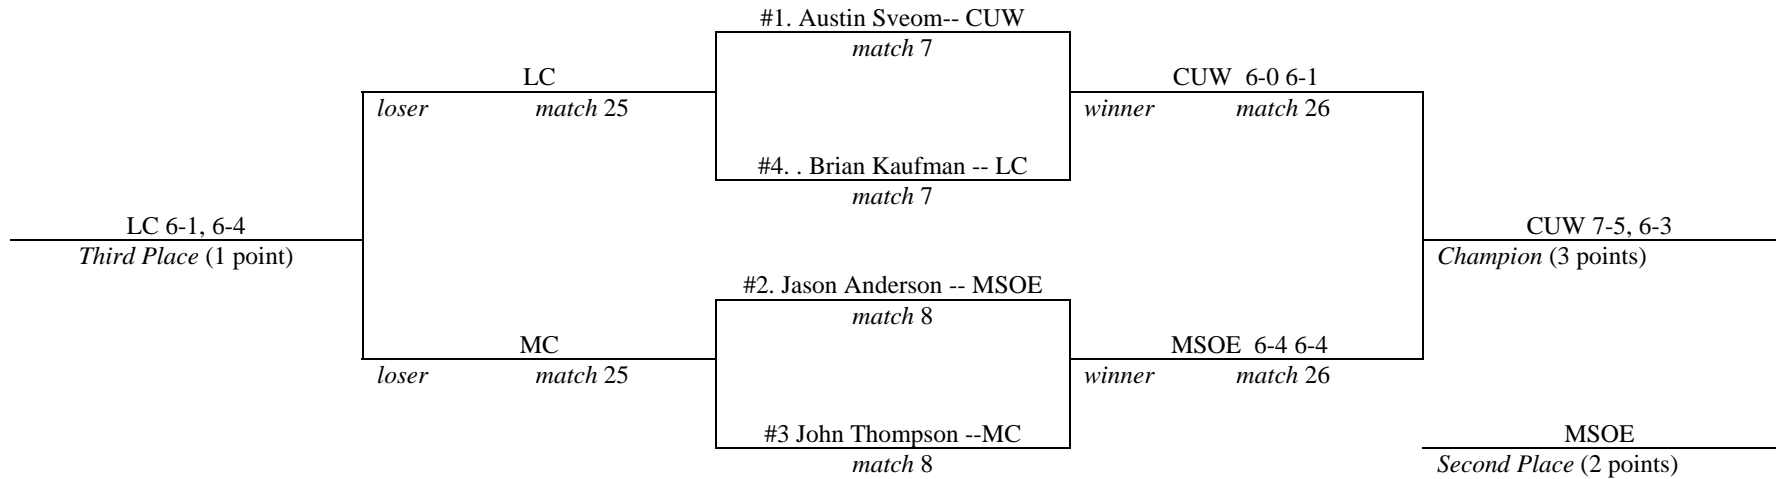 #1. Austin Sveom-- CUW
match 7
LC
CUW 6-0 6-1
loser match 25
winner match 26
#4. . Brian Kaufman -- LC
match 7
LC 6-1, 6-4
CUW 7-5, 6-3
Third Place (1 point)
Champion (3 points)
#2. Jason Anderson -- MSOE
match 8
MC
MSOE 6-4 6-4
loser match 25
winner match 26
#3 John Thompson --MC
MSOE
match 8
Second Place (2 points)